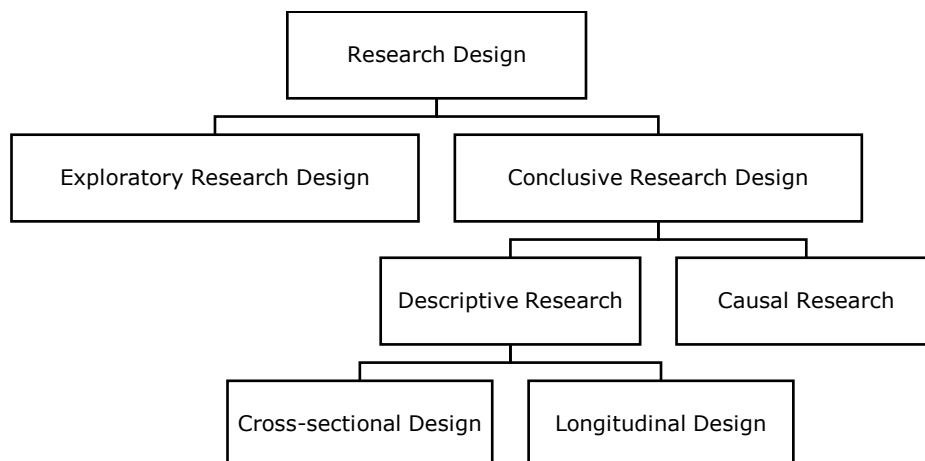 Research Design
Exploratory Research Design
Conclusive Research Design
Descriptive Research
Causal Research
Cross-sectional Design
Longitudinal Design